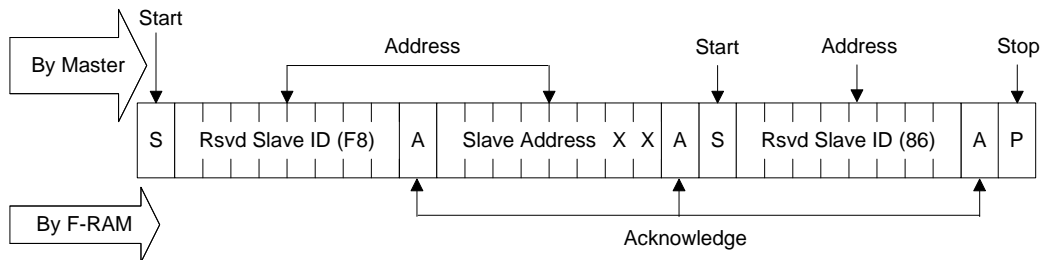 Start
Address
Start
Address
Stop
By Master
S Rsvd Slave ID (F8) A Slave Address X X A S Rsvd Slave ID (86) A P
By F-RAM
Acknowledge